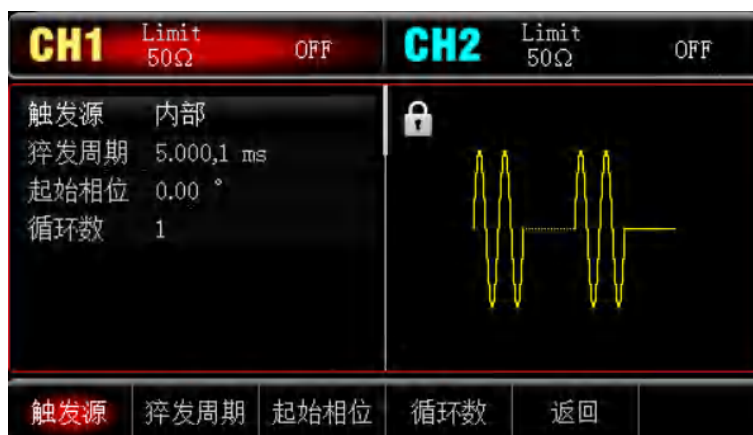 CH1 Limit 50Ω OFF CH2 Limit 50Ω OFF
触发源 内部
猝发周期 5.000,1 ms
起始相位 0.00 °
循环数 1
触发源 猝发周期 起始相位 循环数 返回